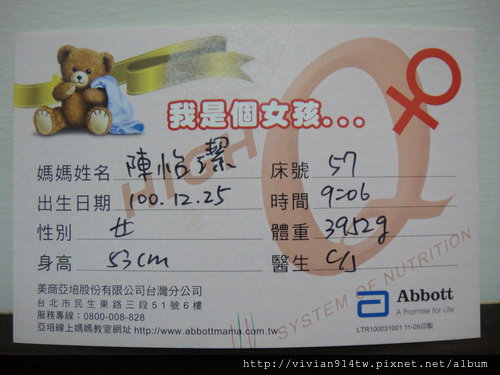 我是個女孩...
HIGH Q
媽媽姓名 陳怡潔 床號 57
出生日期 100.12.25 時間 9:06
性別 女 體重 3952g
身高 53cm 醫生
SYSTEM OF NUTRITION
美商亞培股份有限公司台灣分公司
台北市民生東路三段51號6樓
服務專線：0800-008-828
亞培線上媽媽教室網址 http://www.abbottmama.com.tw
Abbott
A Promise for Life
LTR100031001 11-09印製
http://vivian914tw.pixnet.net/album